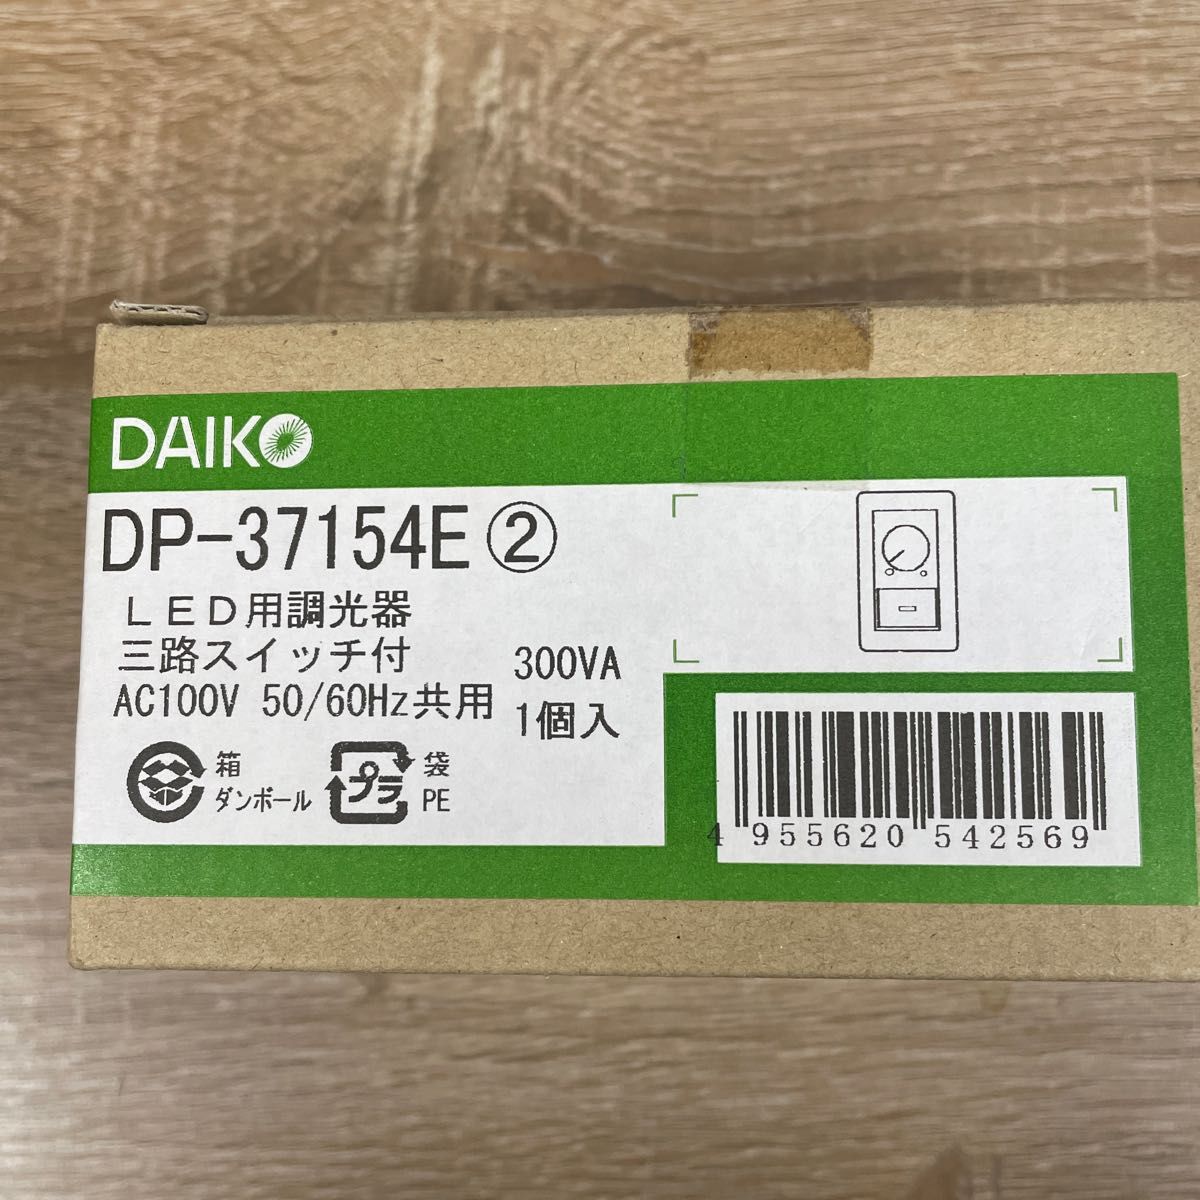 DAIKO
DP-37154E②
LED用調光器
三路スイッチ付
300VA
AC100V 50/60Hz共用
1個入
箱
ダンボール
プラ
袋
PE
4 955620 542569